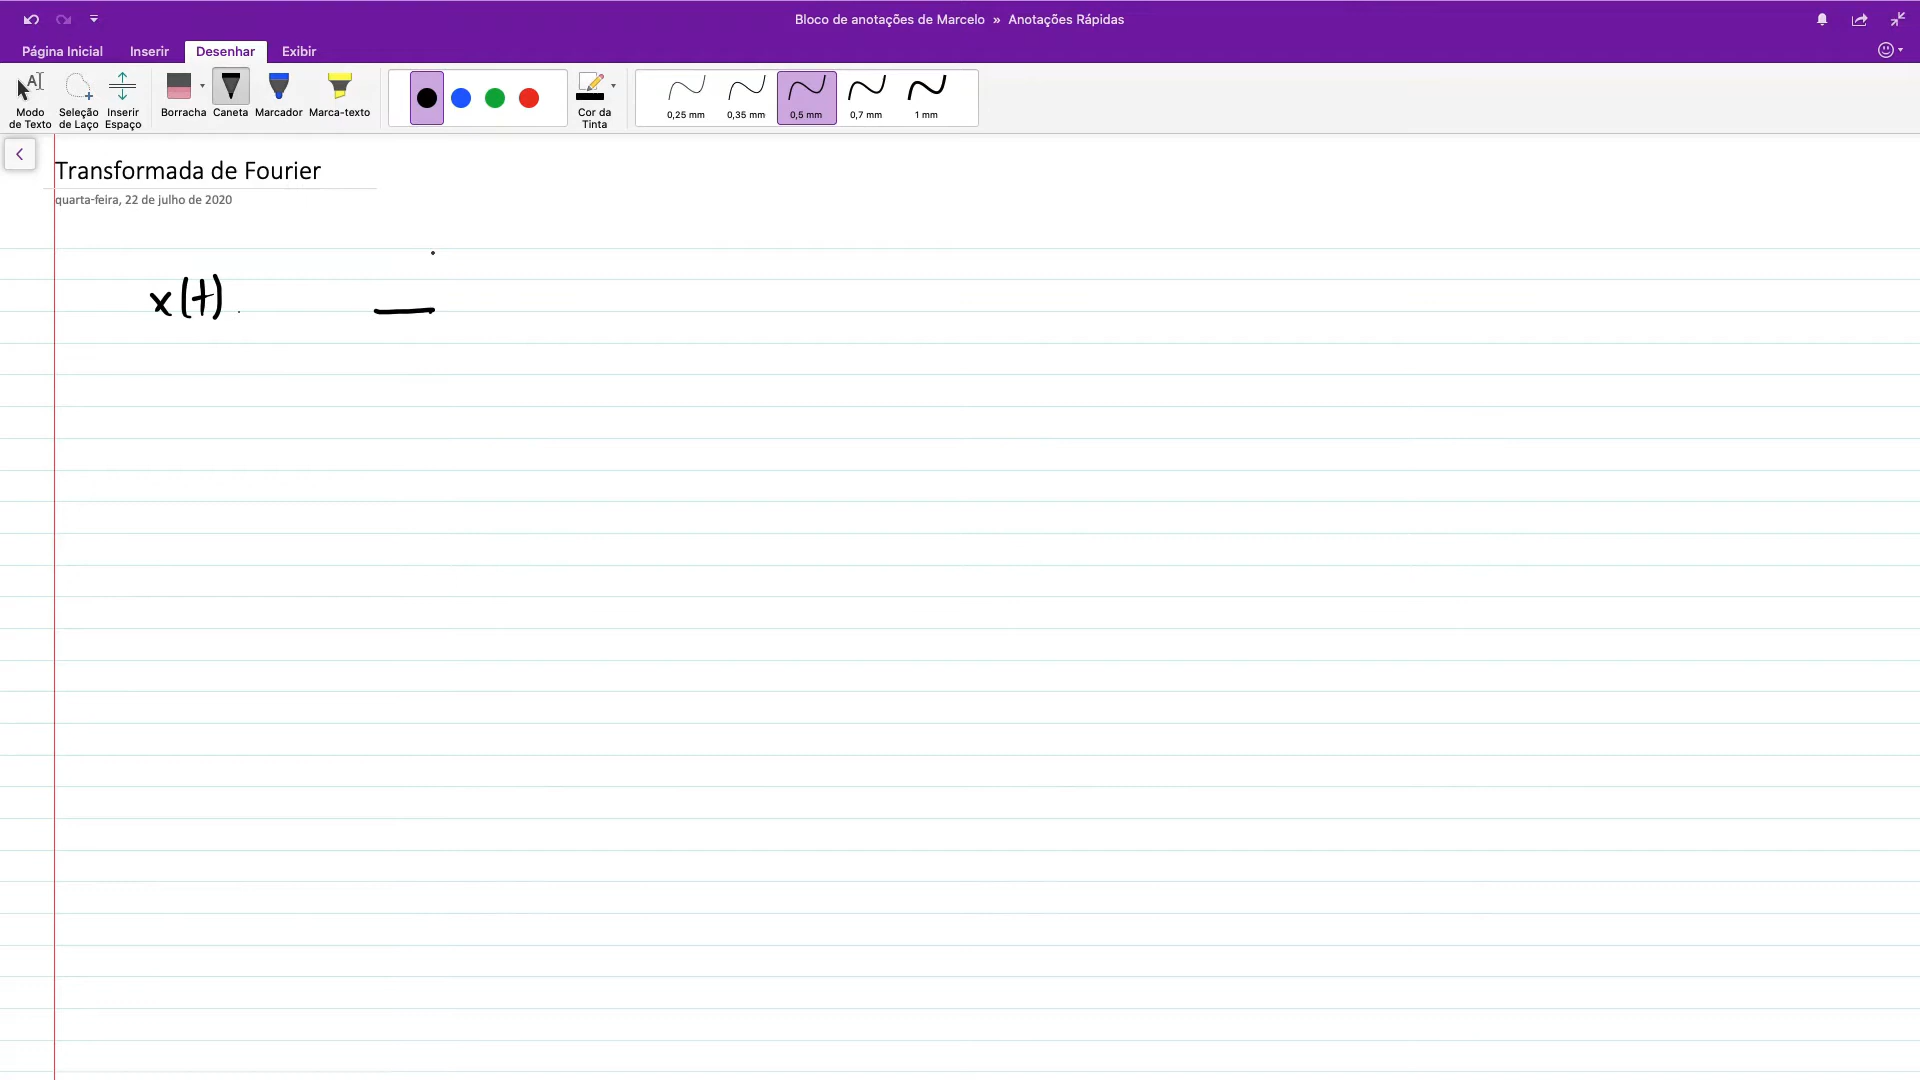 Bloco de anotações de Marcelo » Anotações Rápidas
Página Inicial Inserir Desenhar Exibir
Modo de Texto
Seleção de Laço
Inserir Espaço
Borracha
Caneta
Marcador
Marca-texto
Cor da Tinta
0,25 mm
0,35 mm
0,5 mm
0,7 mm
1 mm
Transformada de Fourier
quarta-feira, 22 de julho de 2020
x(t)